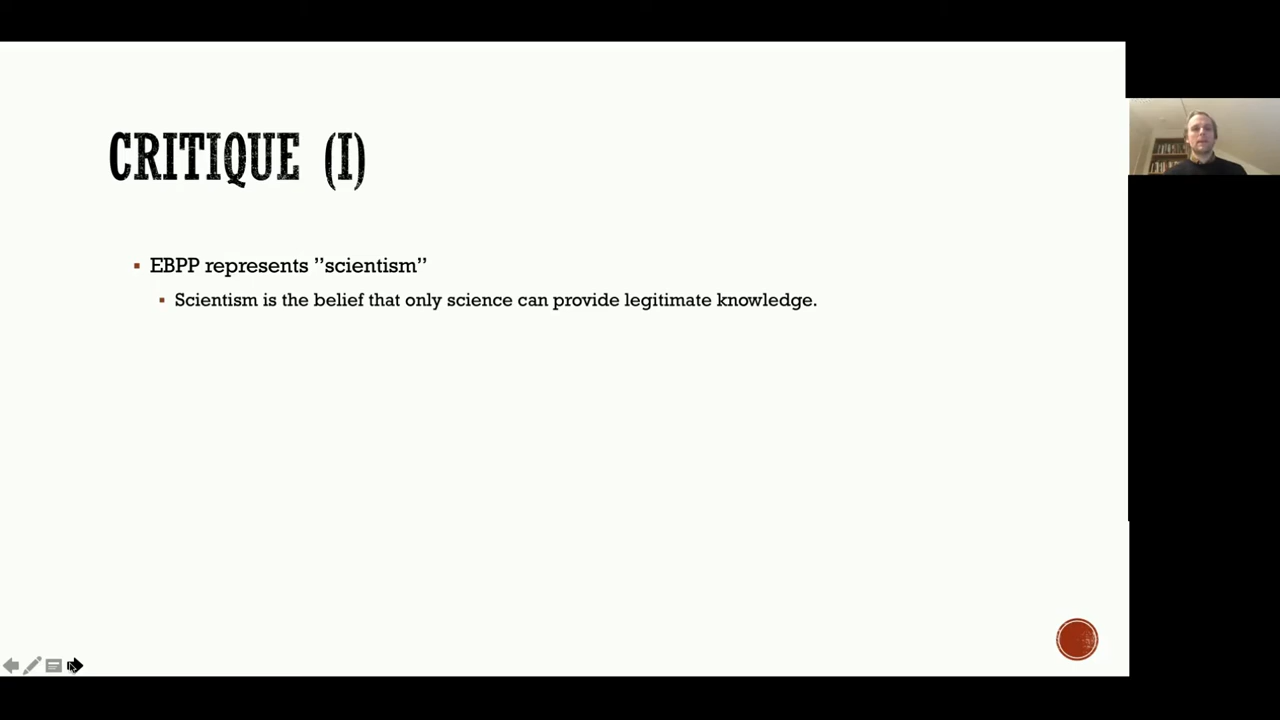 CRITIQUE (I)
EBPP represents ”scientism”
Scientism is the belief that only science can provide legitimate knowledge.